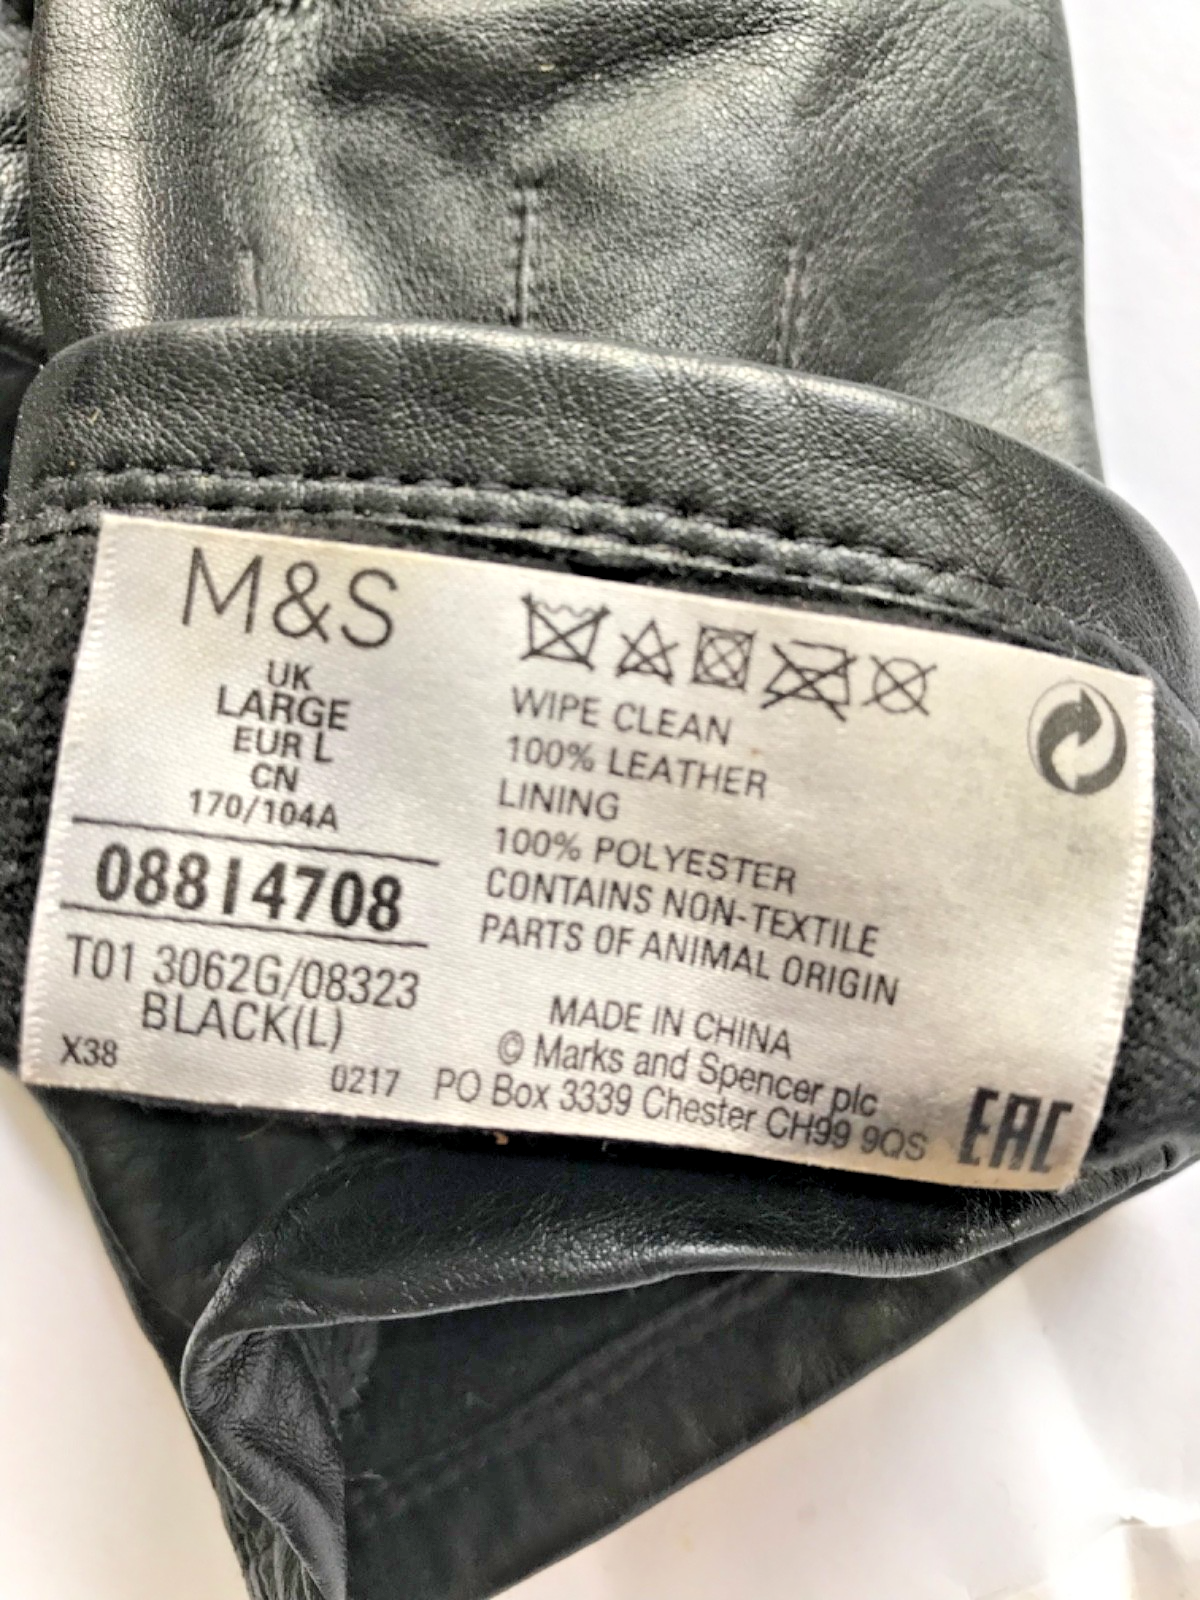 M&S
UK
LARGE
EUR L
CN
170/104A
08814708
T01 3062G/08323
BLACK(L)
X38
0217
WIPE CLEAN
100% LEATHER
LINING
100% POLYESTER
CONTAINS NON-TEXTILE
PARTS OF ANIMAL ORIGIN
MADE IN CHINA
© Marks and Spencer plc
PO Box 3339 Chester CH99 9QS
EAC